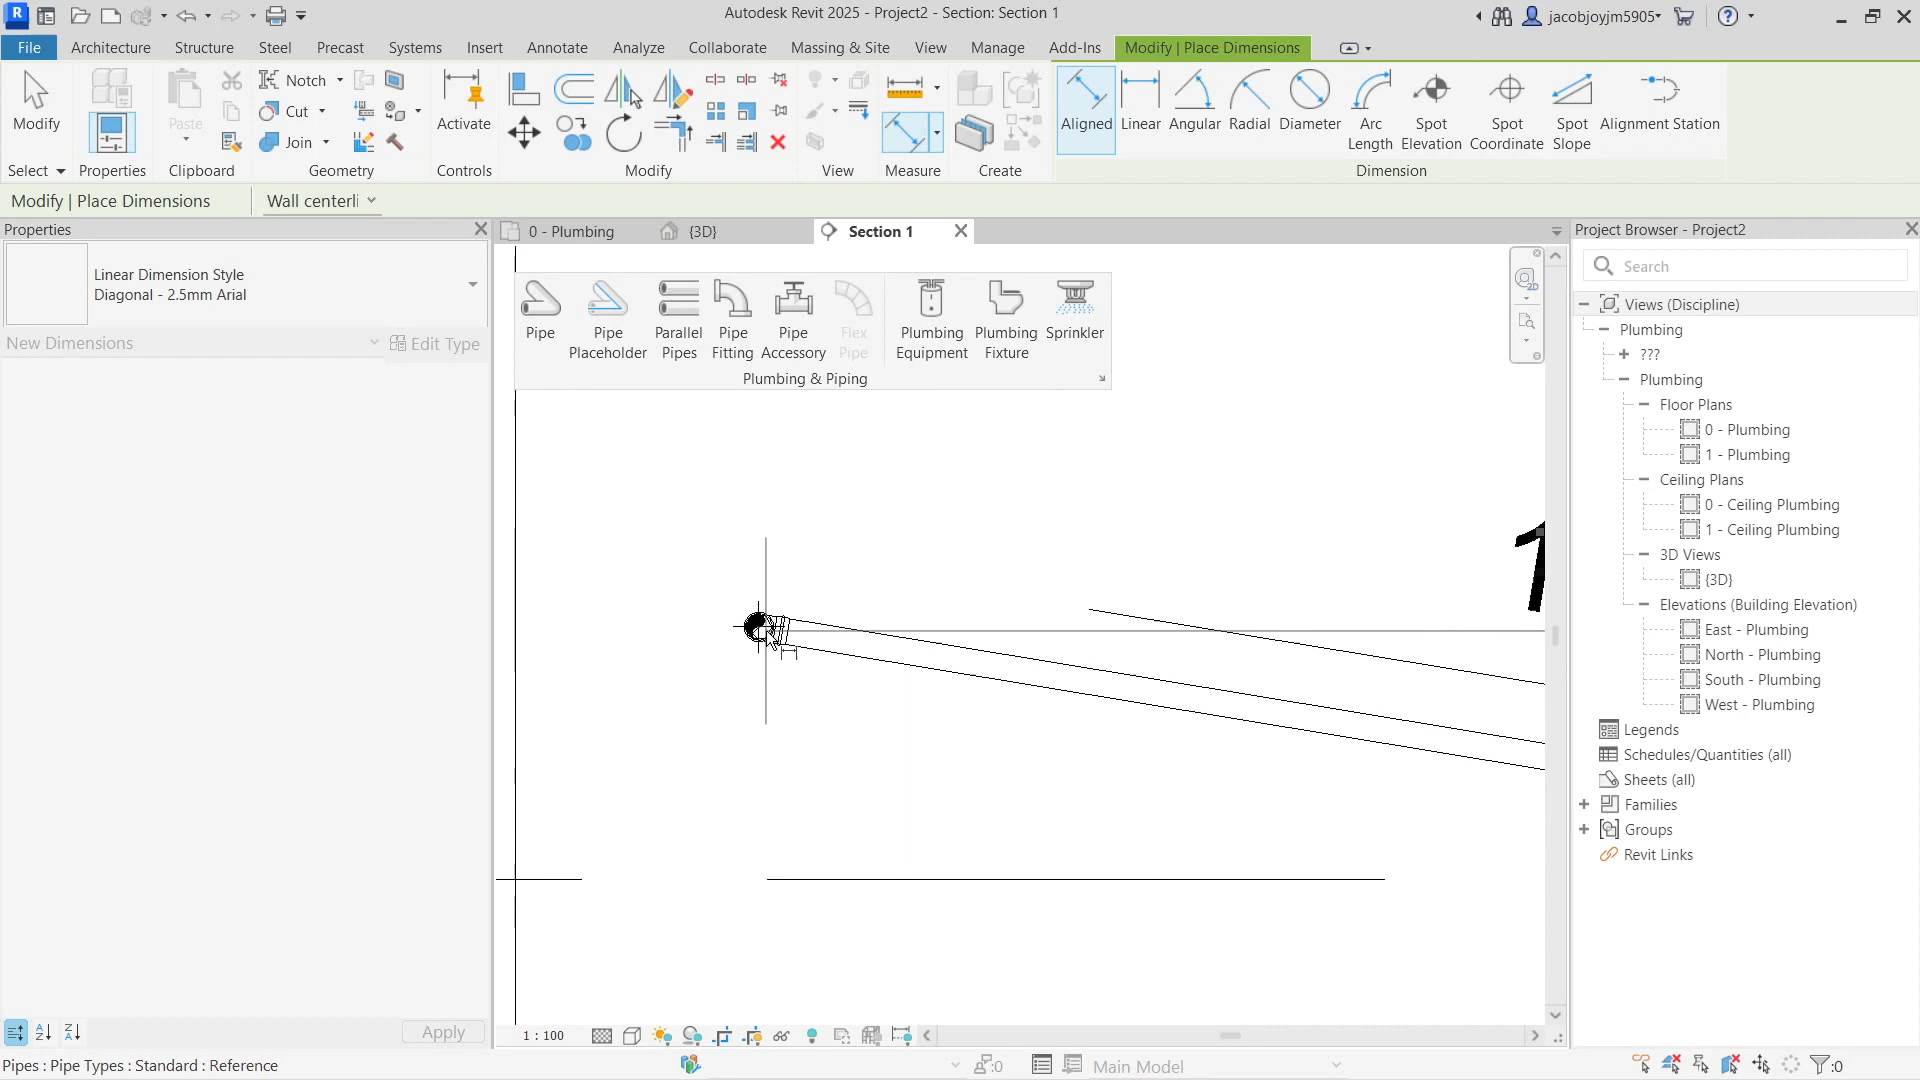 Autodesk Revit 2025 - Project2 - Section: Section 1
jacobjoyjm5905
File
Architecture
Structure
Steel
Precast
Systems
Insert
Annotate
Analyze
Collaborate
Massing & Site
View
Manage
Add-Ins
Modify | Place Dimensions
Modify
Select
Properties
Paste
Clipboard
Notch
Cut
Join
Geometry
Activate
Controls
Modify
View
Measure
Create
Aligned
Linear
Angular
Radial
Diameter
Arc Length
Spot Elevation
Spot Coordinate
Spot Slope
Alignment Station
Dimension
Modify | Place Dimensions
Wall centerli
Properties
Linear Dimension Style
Diagonal - 2.5mm Arial
New Dimensions
Edit Type
Apply
0 - Plumbing
{3D}
Section 1
Pipe
Pipe Placeholder
Parallel Pipes
Pipe Fitting
Pipe Accessory
Flex Pipe
Plumbing Equipment
Plumbing Fixture
Sprinkler
Plumbing & Piping
2D
Project Browser - Project2
Search
Views (Discipline)
Plumbing
???
Plumbing
Floor Plans
0 - Plumbing
1 - Plumbing
Ceiling Plans
0 - Ceiling Plumbing
1 - Ceiling Plumbing
3D Views
{3D}
Elevations (Building Elevation)
East - Plumbing
North - Plumbing
South - Plumbing
West - Plumbing
Legends
Schedules/Quantities (all)
Sheets (all)
Families
Groups
Revit Links
1 : 100
Pipes : Pipe Types : Standard : Reference
:0
Main Model
:0